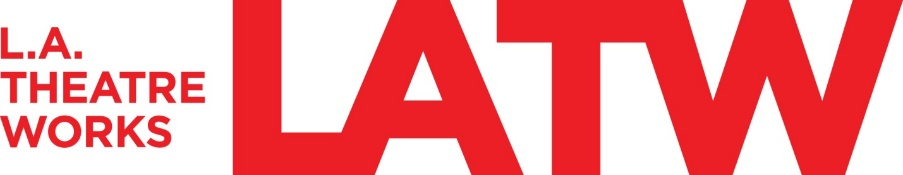 L.A.
THEATRE
WORKS
LATW